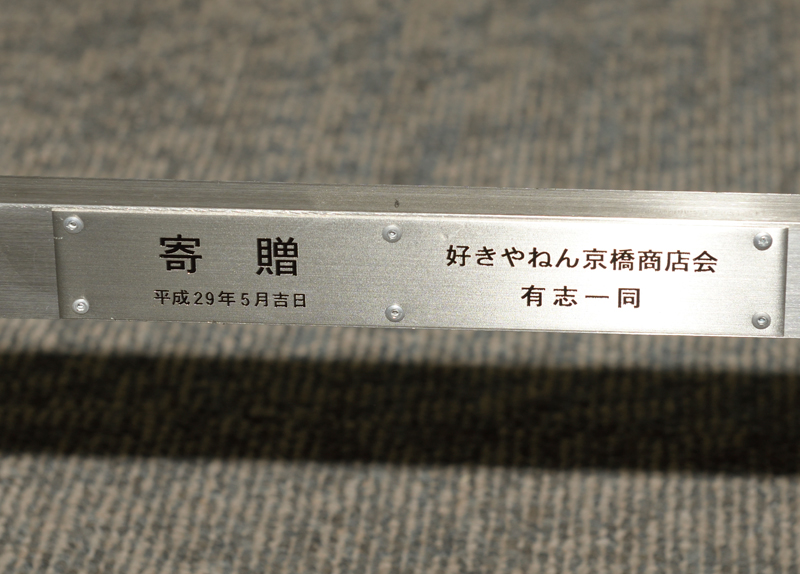 寄贈
平成29年5月吉日
好きやねん京橋商店会
有志一同